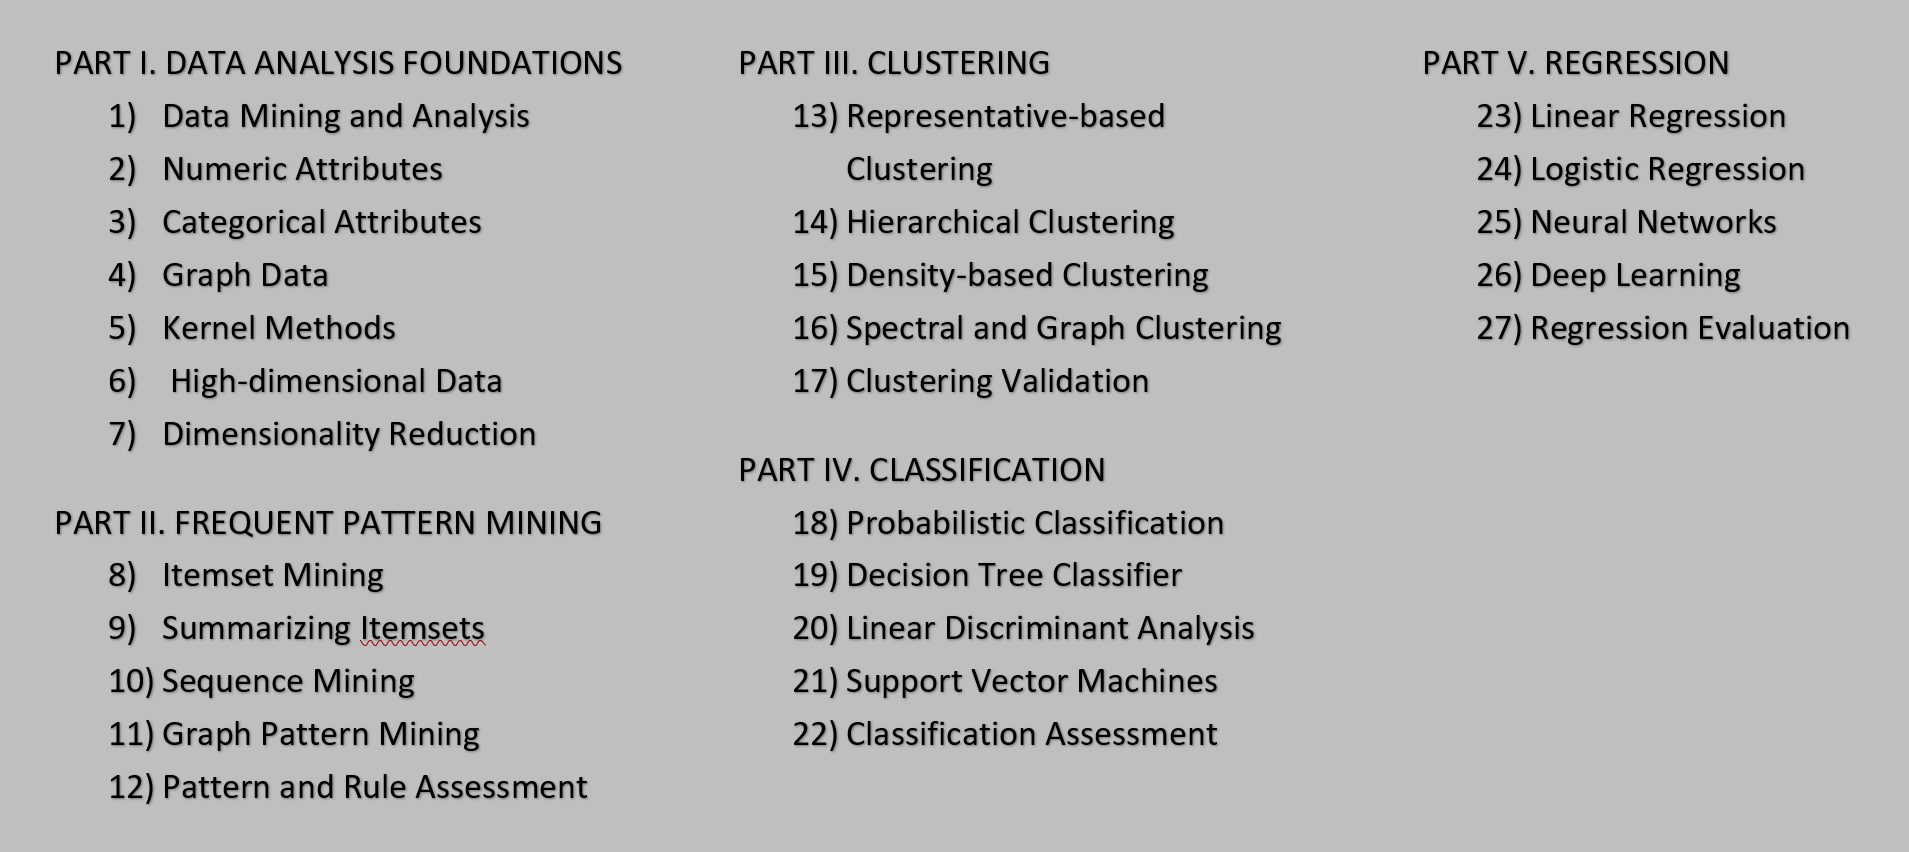 PART I. DATA ANALYSIS FOUNDATIONS
1) Data Mining and Analysis
2) Numeric Attributes
3) Categorical Attributes
4) Graph Data
5) Kernel Methods
6) High-dimensional Data
7) Dimensionality Reduction
PART II. FREQUENT PATTERN MINING
8) Itemset Mining
9) Summarizing Itemsets
10) Sequence Mining
11) Graph Pattern Mining
12) Pattern and Rule Assessment
PART III. CLUSTERING
13) Representative-based
Clustering
14) Hierarchical Clustering
15) Density-based Clustering
16) Spectral and Graph Clustering
17) Clustering Validation
PART IV. CLASSIFICATION
18) Probabilistic Classification
19) Decision Tree Classifier
20) Linear Discriminant Analysis
21) Support Vector Machines
22) Classification Assessment
PART V. REGRESSION
23) Linear Regression
24) Logistic Regression
25) Neural Networks
26) Deep Learning
27) Regression Evaluation